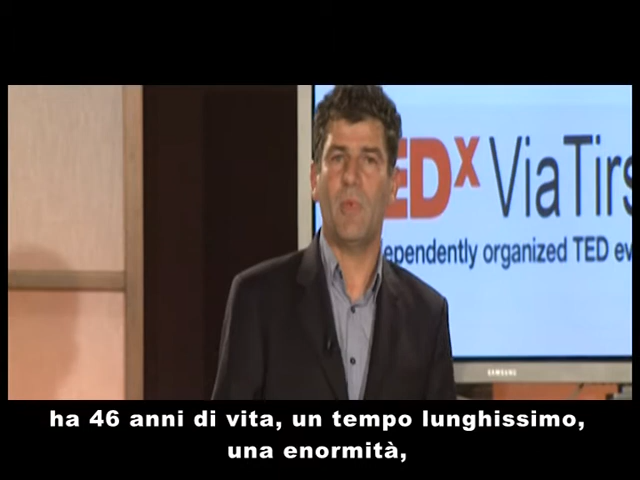 EDx ViaTirs
ependently organized TED ev
SAMSUNG
ha 46 anni di vita, un tempo lunghissimo,
una enormità,